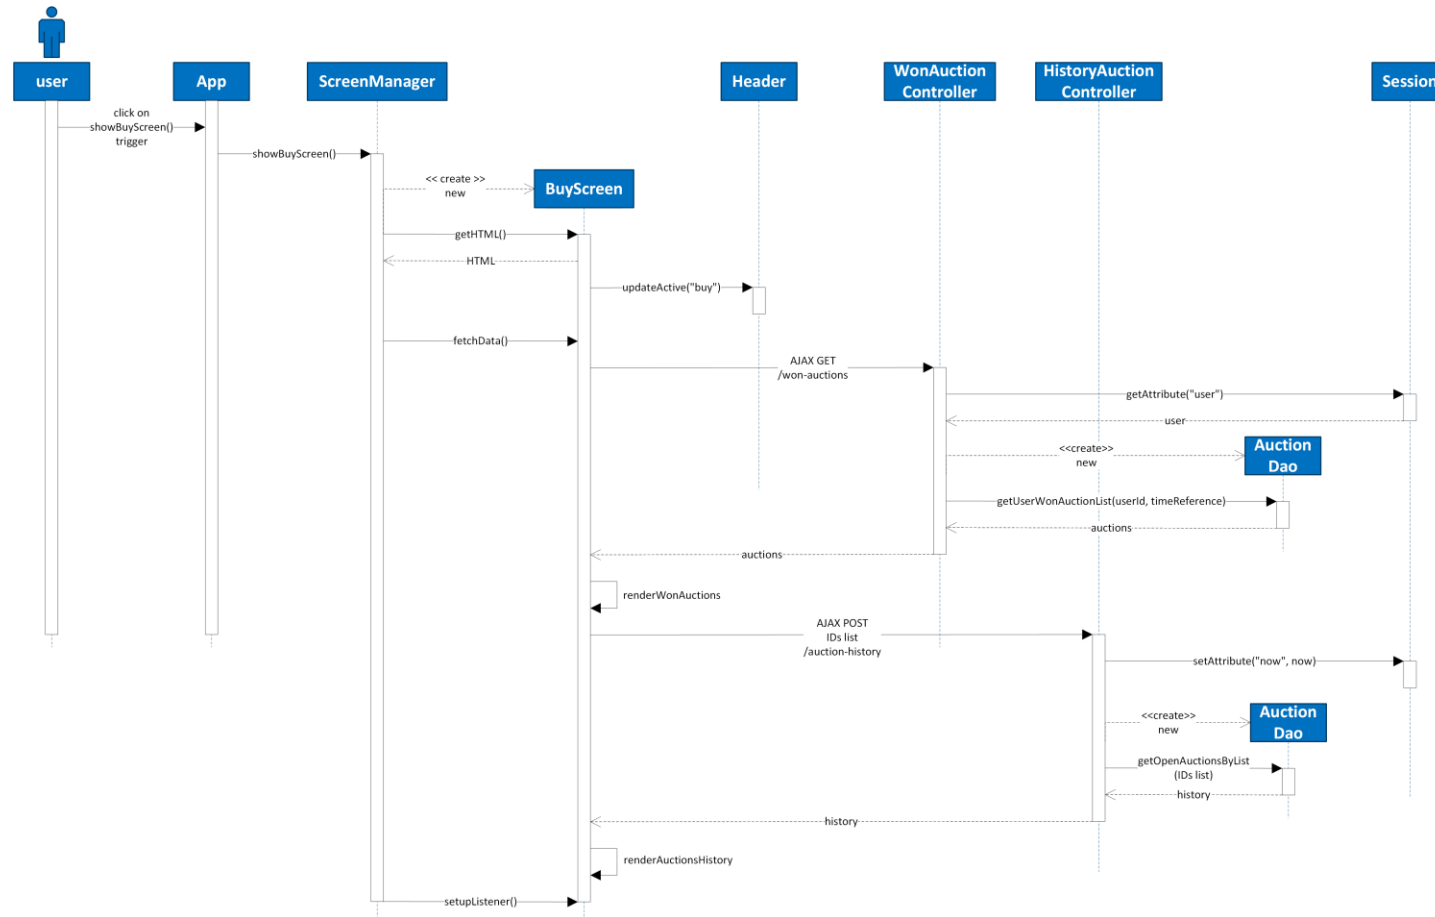 user
App
ScreenManager
Header
WonAuction
Controller
HistoryAuction
Controller
Session
click on
showBuyScreen()
trigger
showBuyScreen()
<< create >>
new
BuyScreen
getHTML()
HTML
updateActive("buy")
fetchData()
AJAX GET
/won-auctions
getAttribute("user")
user
<<create>>
new
Auction
Dao
getUserWonAuctionList(userId, timeReference)
auctions
auctions
renderWonAuctions
AJAX POST
IDs list
/auction-history
setAttribute("now", now)
<<create>>
new
Auction
Dao
getOpenAuctionsByList
(IDs list)
history
history
renderAuctionsHistory
setupListener()